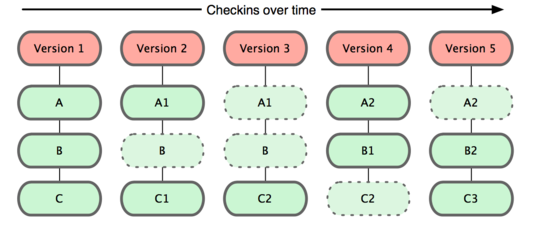 Checkins over time
Version 1 Version 2 Version 3 Version 4 Version 5
A A1 A1 A2 A2
B B B B1 B2
C C1 C2 C2 C3